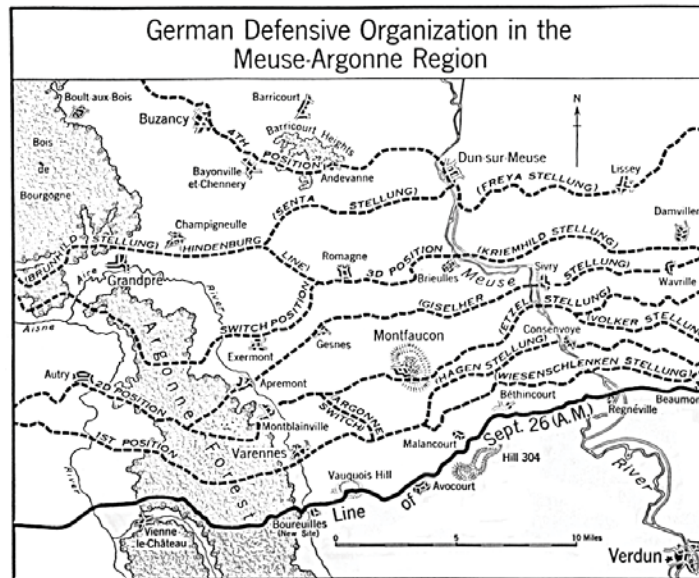 German Defensive Organization in the
Meuse-Argonne Region
Boult aux Bois
Barricourt
N
Buzancy
Bois
de
Bourgogne
4TH
POSITION)
Barricourt Heights
Dun-sur-Meuse
Bayonville
et-Chennery
Andevanne
(FREYA STELLUNG)
Lissey
(SENTA
STELLUNG)
Damvillers
Champigneulle
(BRUNHILD STELLUNG)
(HINDENBURG
LINE)
Romagne
3D POSITION
(KRIEMHILD STELLUNG)
Grandpré
Aire
River
Brieulles
Meuse
Sivry
STELLUNG)
Wavrille
(GISELHER
Aisne
SWITCH POSITION
(ETZEL STELLUNG)
(VOLKER STELLUNG)
Argonne
Forest
Exermont
Gesnes
Montfaucon
Consenvoye
(HAGEN STELLUNG)
Autry
2D POSITION
Apremont
(WIESENSCHLENKEN STELLUNG)
(ARGONNE
SWITCH)
Béthincourt
Beaumont
Montblainville
Regnéville
1ST POSITION
Varennes
Malancourt
Sept. 26 (A.M.)
Hill 304
River
Vauquois Hill
Avocourt
River
Line
of
Vienne-
le-Château
Boureuilles
(New Site)
0
5
10 Miles
Verdun